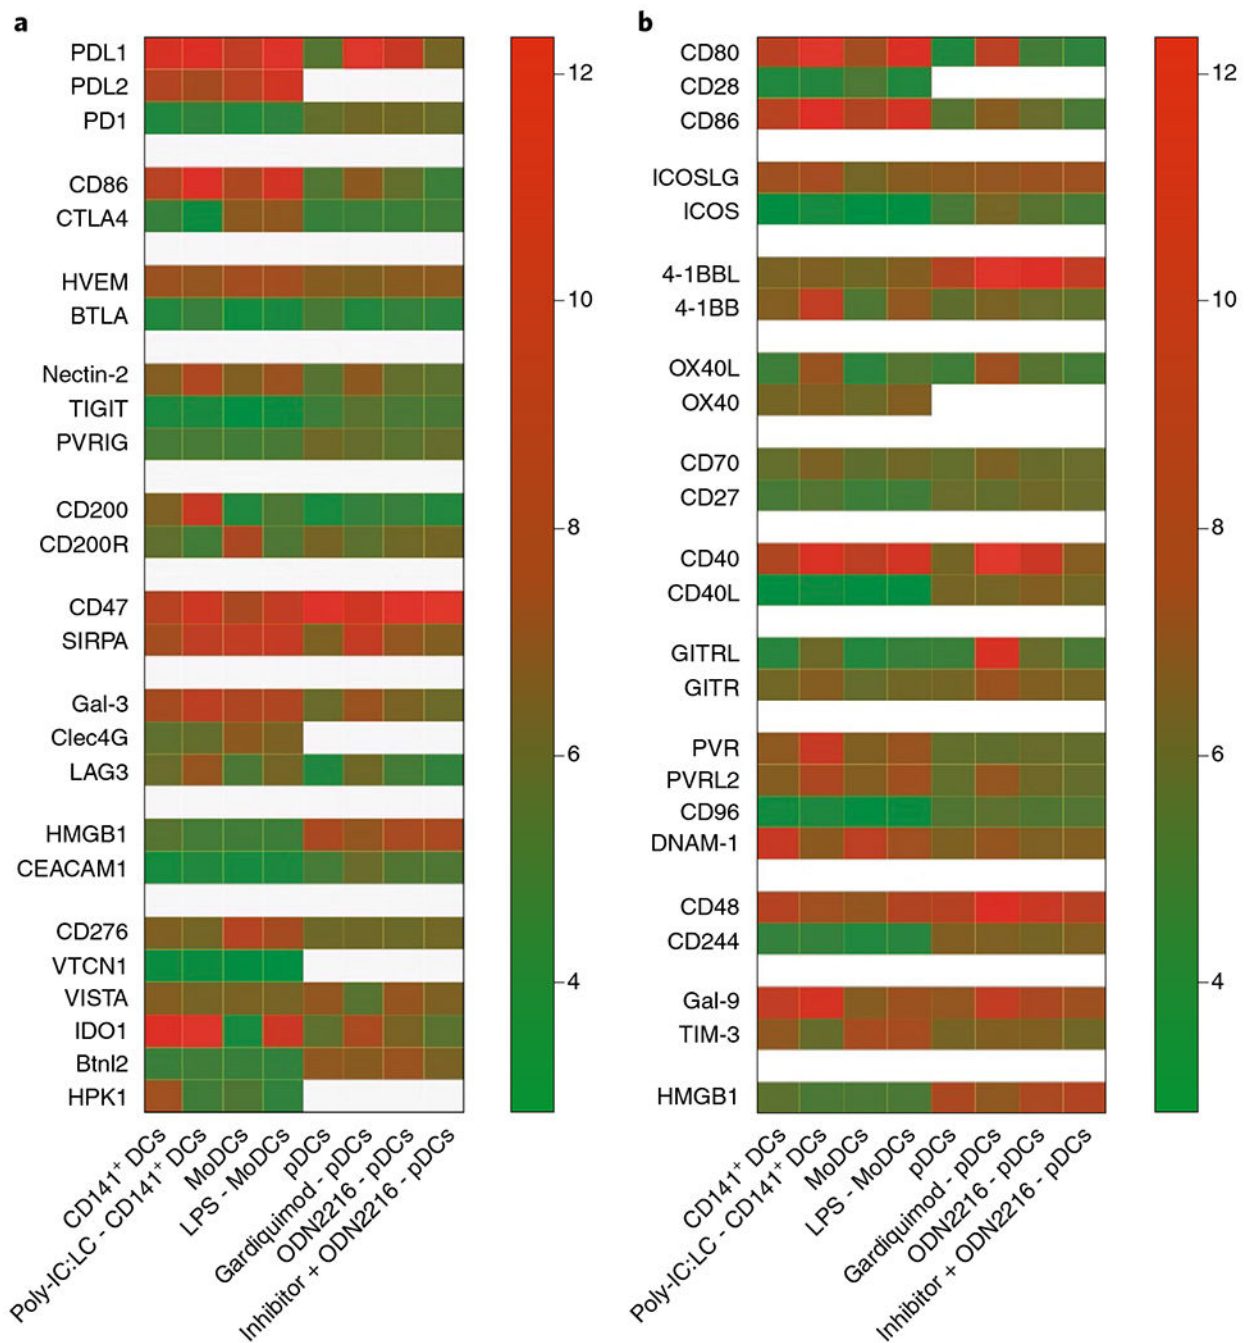 a
PDL1
PDL2
PD1
CD86
CTLA4
HVEM
BTLA
Nectin-2
TIGIT
PVRIG
CD200
CD200R
CD47
SIRPA
Gal-3
Clec4G
LAG3
HMGB1
CEACAM1
CD276
VTCN1
VISTA
IDO1
Btnl2
HPK1
12
10
8
6
4
CD141⁺ DCs
Poly-IC:LC - CD141⁺ DCs
MoDCs
LPS - MoDCs
pDCs
Gardiquimod - pDCs
ODN2216 - pDCs
Inhibitor + ODN2216 - pDCs
b
CD80
CD28
CD86
ICOSLG
ICOS
4-1BBL
4-1BB
OX40L
OX40
CD70
CD27
CD40
CD40L
GITRL
GITR
PVR
PVRL2
CD96
DNAM-1
CD48
CD244
Gal-9
TIM-3
HMGB1
12
10
8
6
4
CD141⁺ DCs
Poly-IC:LC - CD141⁺ DCs
MoDCs
LPS - MoDCs
pDCs
Gardiquimod - pDCs
ODN2216 - pDCs
Inhibitor + ODN2216 - pDCs